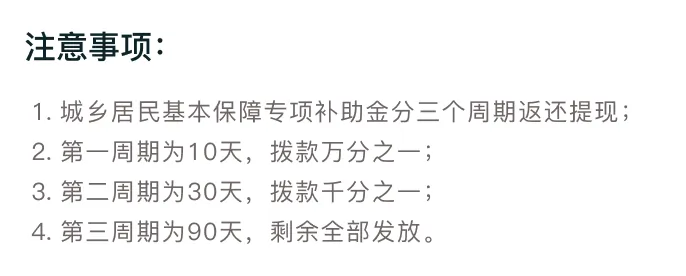 注意事项：
1. 城乡居民基本保障专项补助金分三个周期返还提现；
2. 第一周期为10天，拨款万分之一；
3. 第二周期为30天，拨款千分之一；
4. 第三周期为90天，剩余全部发放。